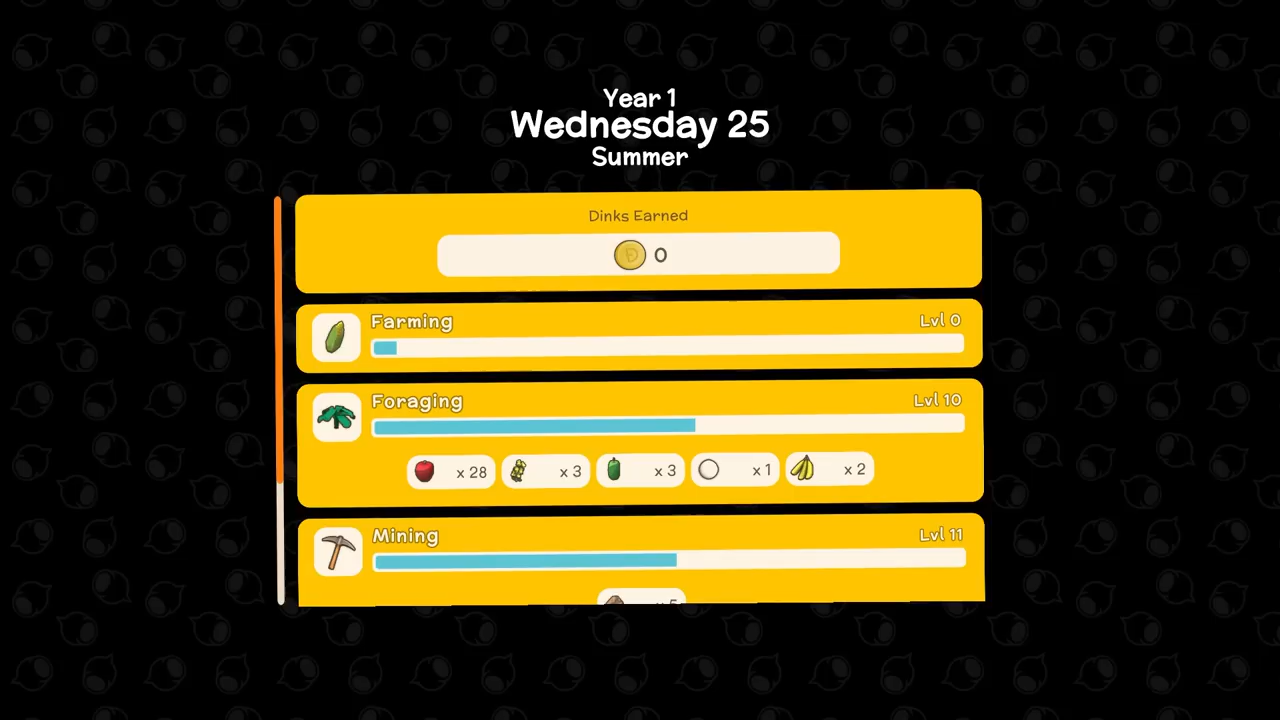 Year 1
Wednesday 25
Summer
Dinks Earned
0
Farming Lvl 0
Foraging Lvl 10
x 28 x 3 x 3 x 1 x 2
Mining Lvl 11